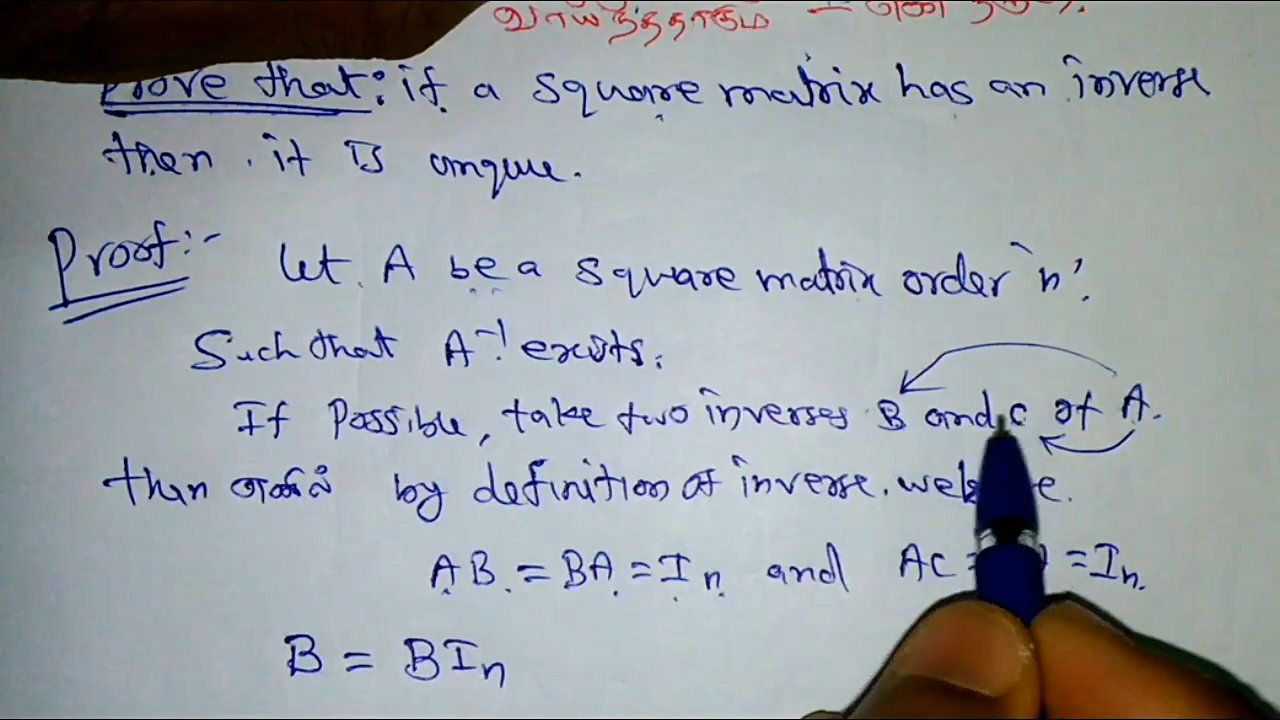 வாய்ந்ததாகும் –
Prove that: if a square matrix has an inverse
then it is unique.
Proof:- Let A be a square matrix order 'n'.
Such that A⁻¹ exists.
If Possible, take two inverses B and C of A.
then எனில் by definition of inverse. we
AB = BA = Iₙ and AC = = Iₙ.
B = BIₙ